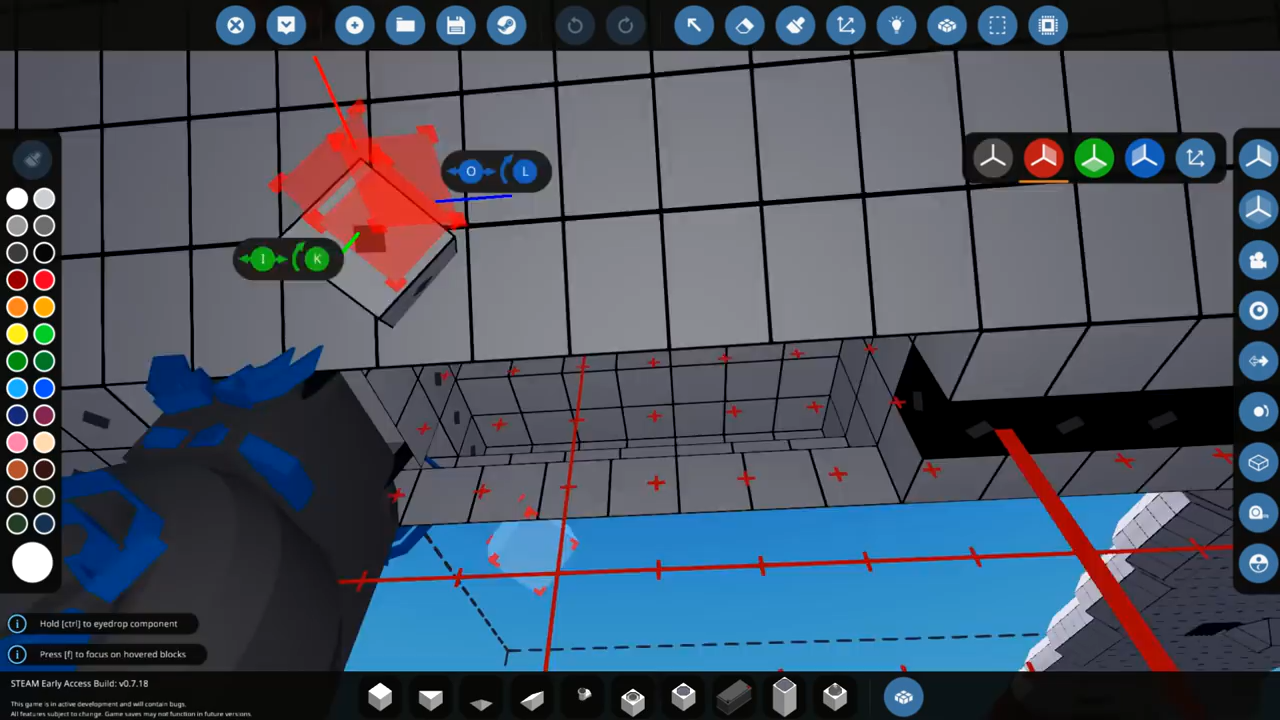 O L
I K
Hold [ctrl] to eyedrop component
Press [f] to focus on hovered blocks
STEAM Early Access Build: v0.7.18
This game is in active development and will contain bugs.
All features subject to change. Game saves may not function in future versions.